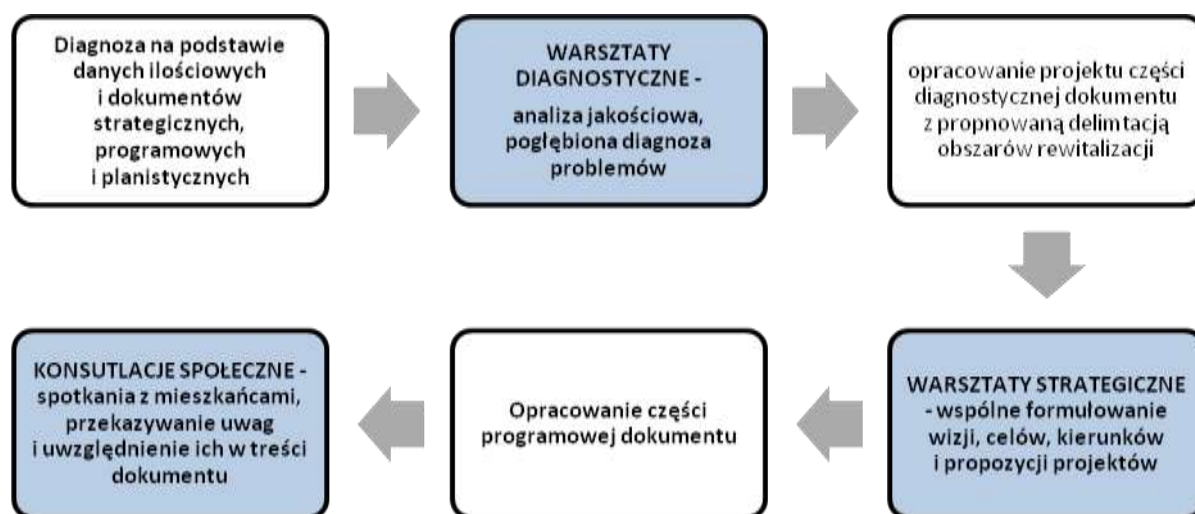 Diagnoza na podstawie
danych ilościowych
i dokumentów
strategicznych,
programowych
i planistycznych
WARSZTATY
DIAGNOSTYCZNE -
analiza jakościowa,
pogłębiona diagnoza
problemów
opracowanie projektu części
diagnostycznej dokumentu
z propnowaną delimtacją
obszarów rewitalizacji
WARSZTATY STRATEGICZNE
- wspólne formułowanie
wizji, celów, kierunków
i propozycji projektów
Opracowanie części
programowej dokumentu
KONSUTLACJE SPOŁECZNE -
spotkania z mieszkańcami,
przekazywanie uwag
i uwzględnienie ich w treści
dokumentu